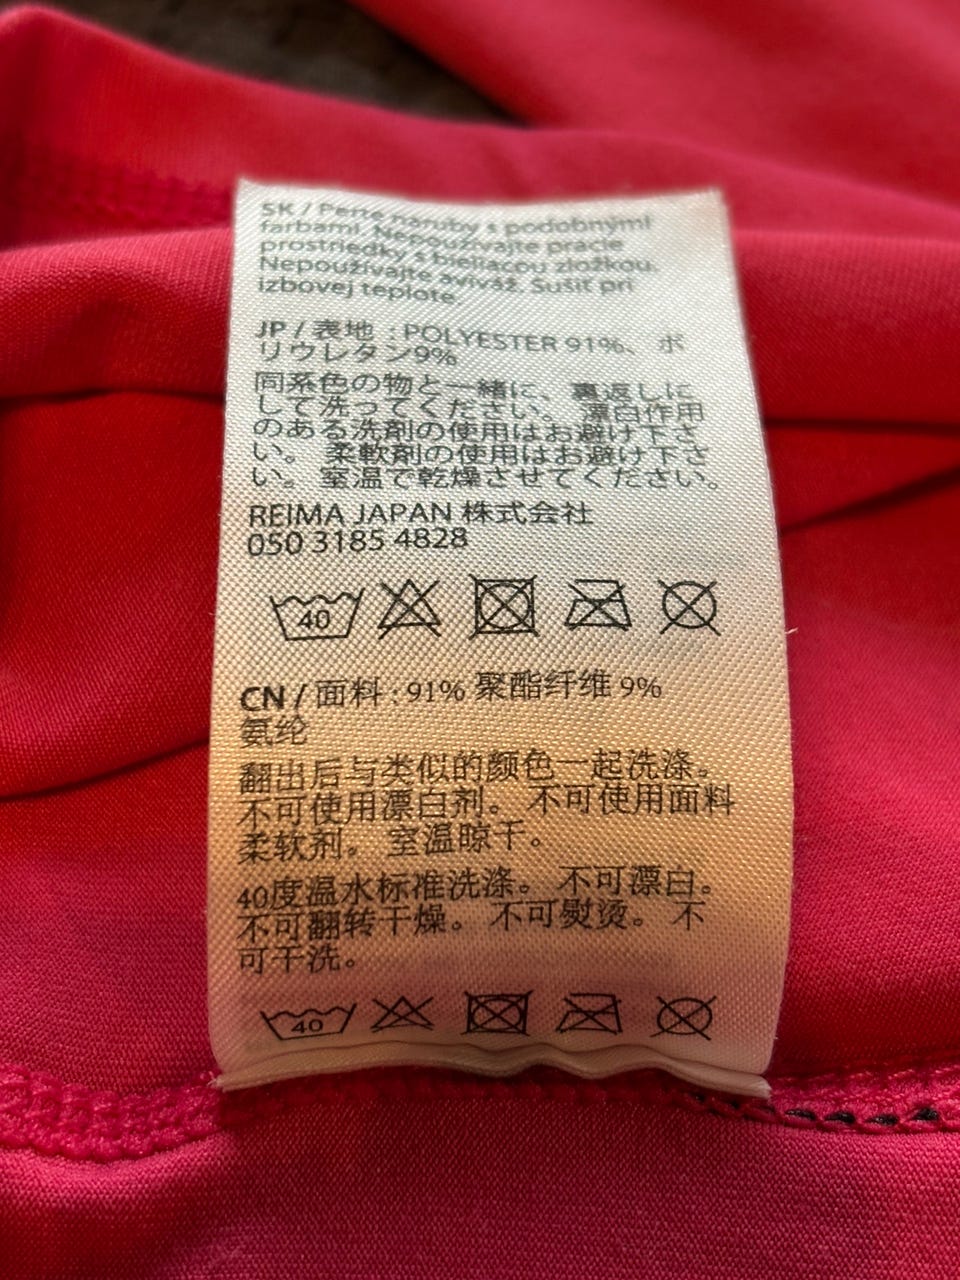 SK / Perte naruby s podobnými
farbami. Nepoužívajte pracie
prostriedky s bieliacou zložkou.
Nepoužívajte aviváž. Sušiť pri
izbovej teplote.
JP / 表地 : POLYESTER 91%、ポ
リウレタン9%
同系色の物と一緒に、裏返しに
して洗ってください。 漂白作用
のある洗剤の使用はお避け下さ
い。 柔軟剤の使用はお避け下さ
い。室温で乾燥させてください。
REIMA JAPAN 株式会社
050 3185 4828
40
CN / 面料 : 91% 聚酯纤维 9%
氨纶
翻出后与类似的颜色一起洗涤。
不可使用漂白剂。 不可使用面料
柔软剂。 室温晾干。
40度温水标准洗涤。 不可漂白。
不可翻转干燥。 不可熨烫。 不
可干洗。
40